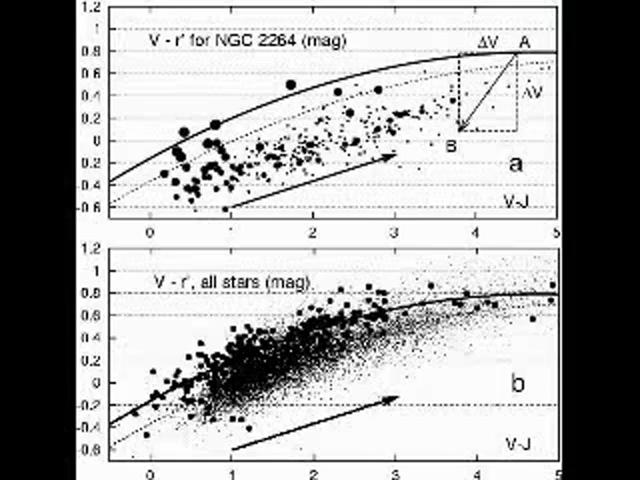 1.2
1
0.8
0.6
0.4
0.2
0
-0.2
-0.4
-0.6
V - r' for NGC 2264 (mag)
ΔV
A
ΔV
B
a
V-J
0 1 2 3 4 5
1.2
1
0.8
0.6
0.4
0.2
0
-0.2
-0.4
-0.6
V - r', all stars (mag)
b
V-J
0 1 2 3 4 5